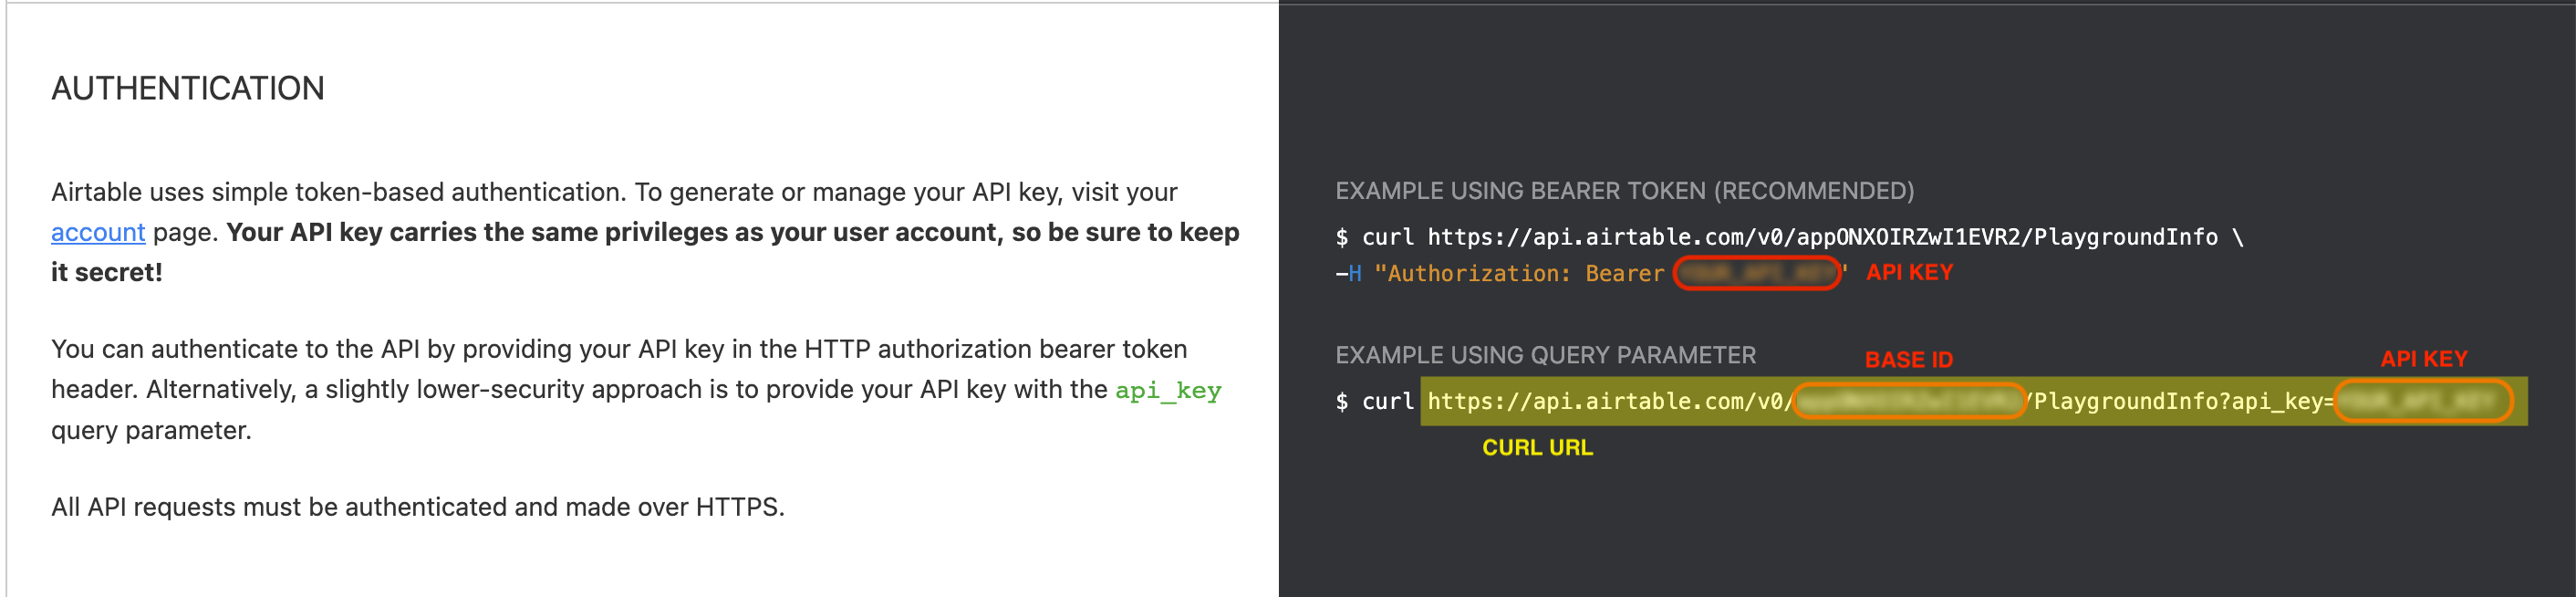 AUTHENTICATION
Airtable uses simple token-based authentication. To generate or manage your API key, visit your
account page. Your API key carries the same privileges as your user account, so be sure to keep
it secret!
You can authenticate to the API by providing your API key in the HTTP authorization bearer token
header. Alternatively, a slightly lower-security approach is to provide your API key with the api_key
query parameter.
All API requests must be authenticated and made over HTTPS.
EXAMPLE USING BEARER TOKEN (RECOMMENDED)
$ curl https://api.airtable.com/v0/appONXOIRZwI1EVR2/PlaygroundInfo \
-H "Authorization: Bearer " API KEY
EXAMPLE USING QUERY PARAMETER
BASE ID API KEY
$ curl https://api.airtable.com/v0/ /PlaygroundInfo?api_key=
CURL URL